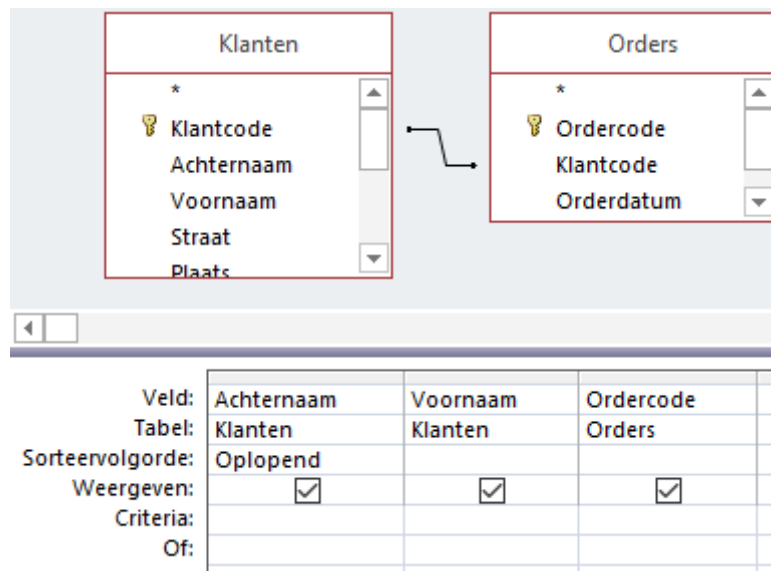 Klanten
*
Klantcode
Achternaam
Voornaam
Straat
Plaats
Orders
*
Ordercode
Klantcode
Orderdatum
Veld: Achternaam Voornaam Ordercode
Tabel: Klanten Klanten Orders
Sorteervolgorde: Oplopend
Weergeven:
Criteria:
Of: